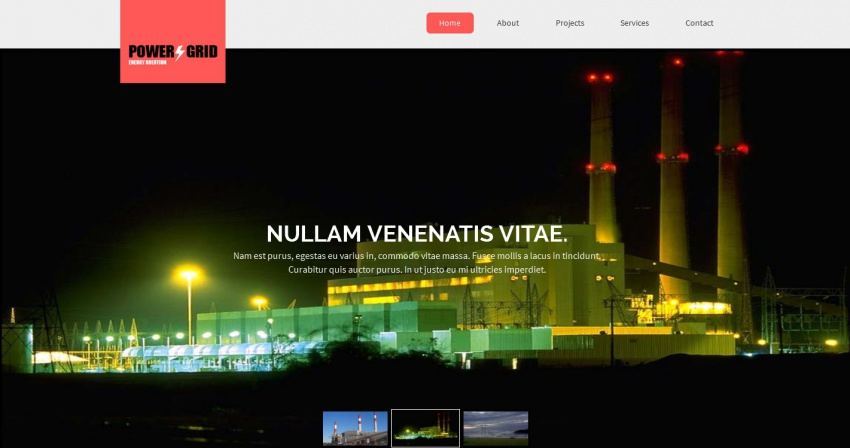 Home About Projects Services Contact
POWER GRID
ENERGY SOLUTION
NULLAM VENENATIS VITAE.
Nam est purus, egestas eu varius in, commodo vitae massa. Fusce mollis a lacus in tincidunt.
Curabitur quis auctor purus. In ut justo eu mi ultricies imperdiet.